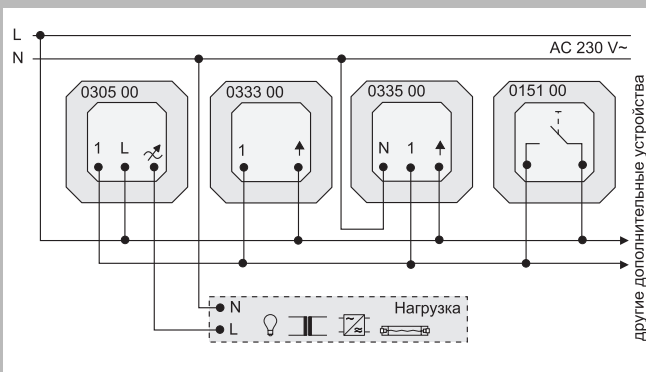 L
N
AC 230 V~
0305 00
0333 00
0335 00
0151 00
1 L
1
N 1
другие дополнительные устройства
N
L
Нагрузка